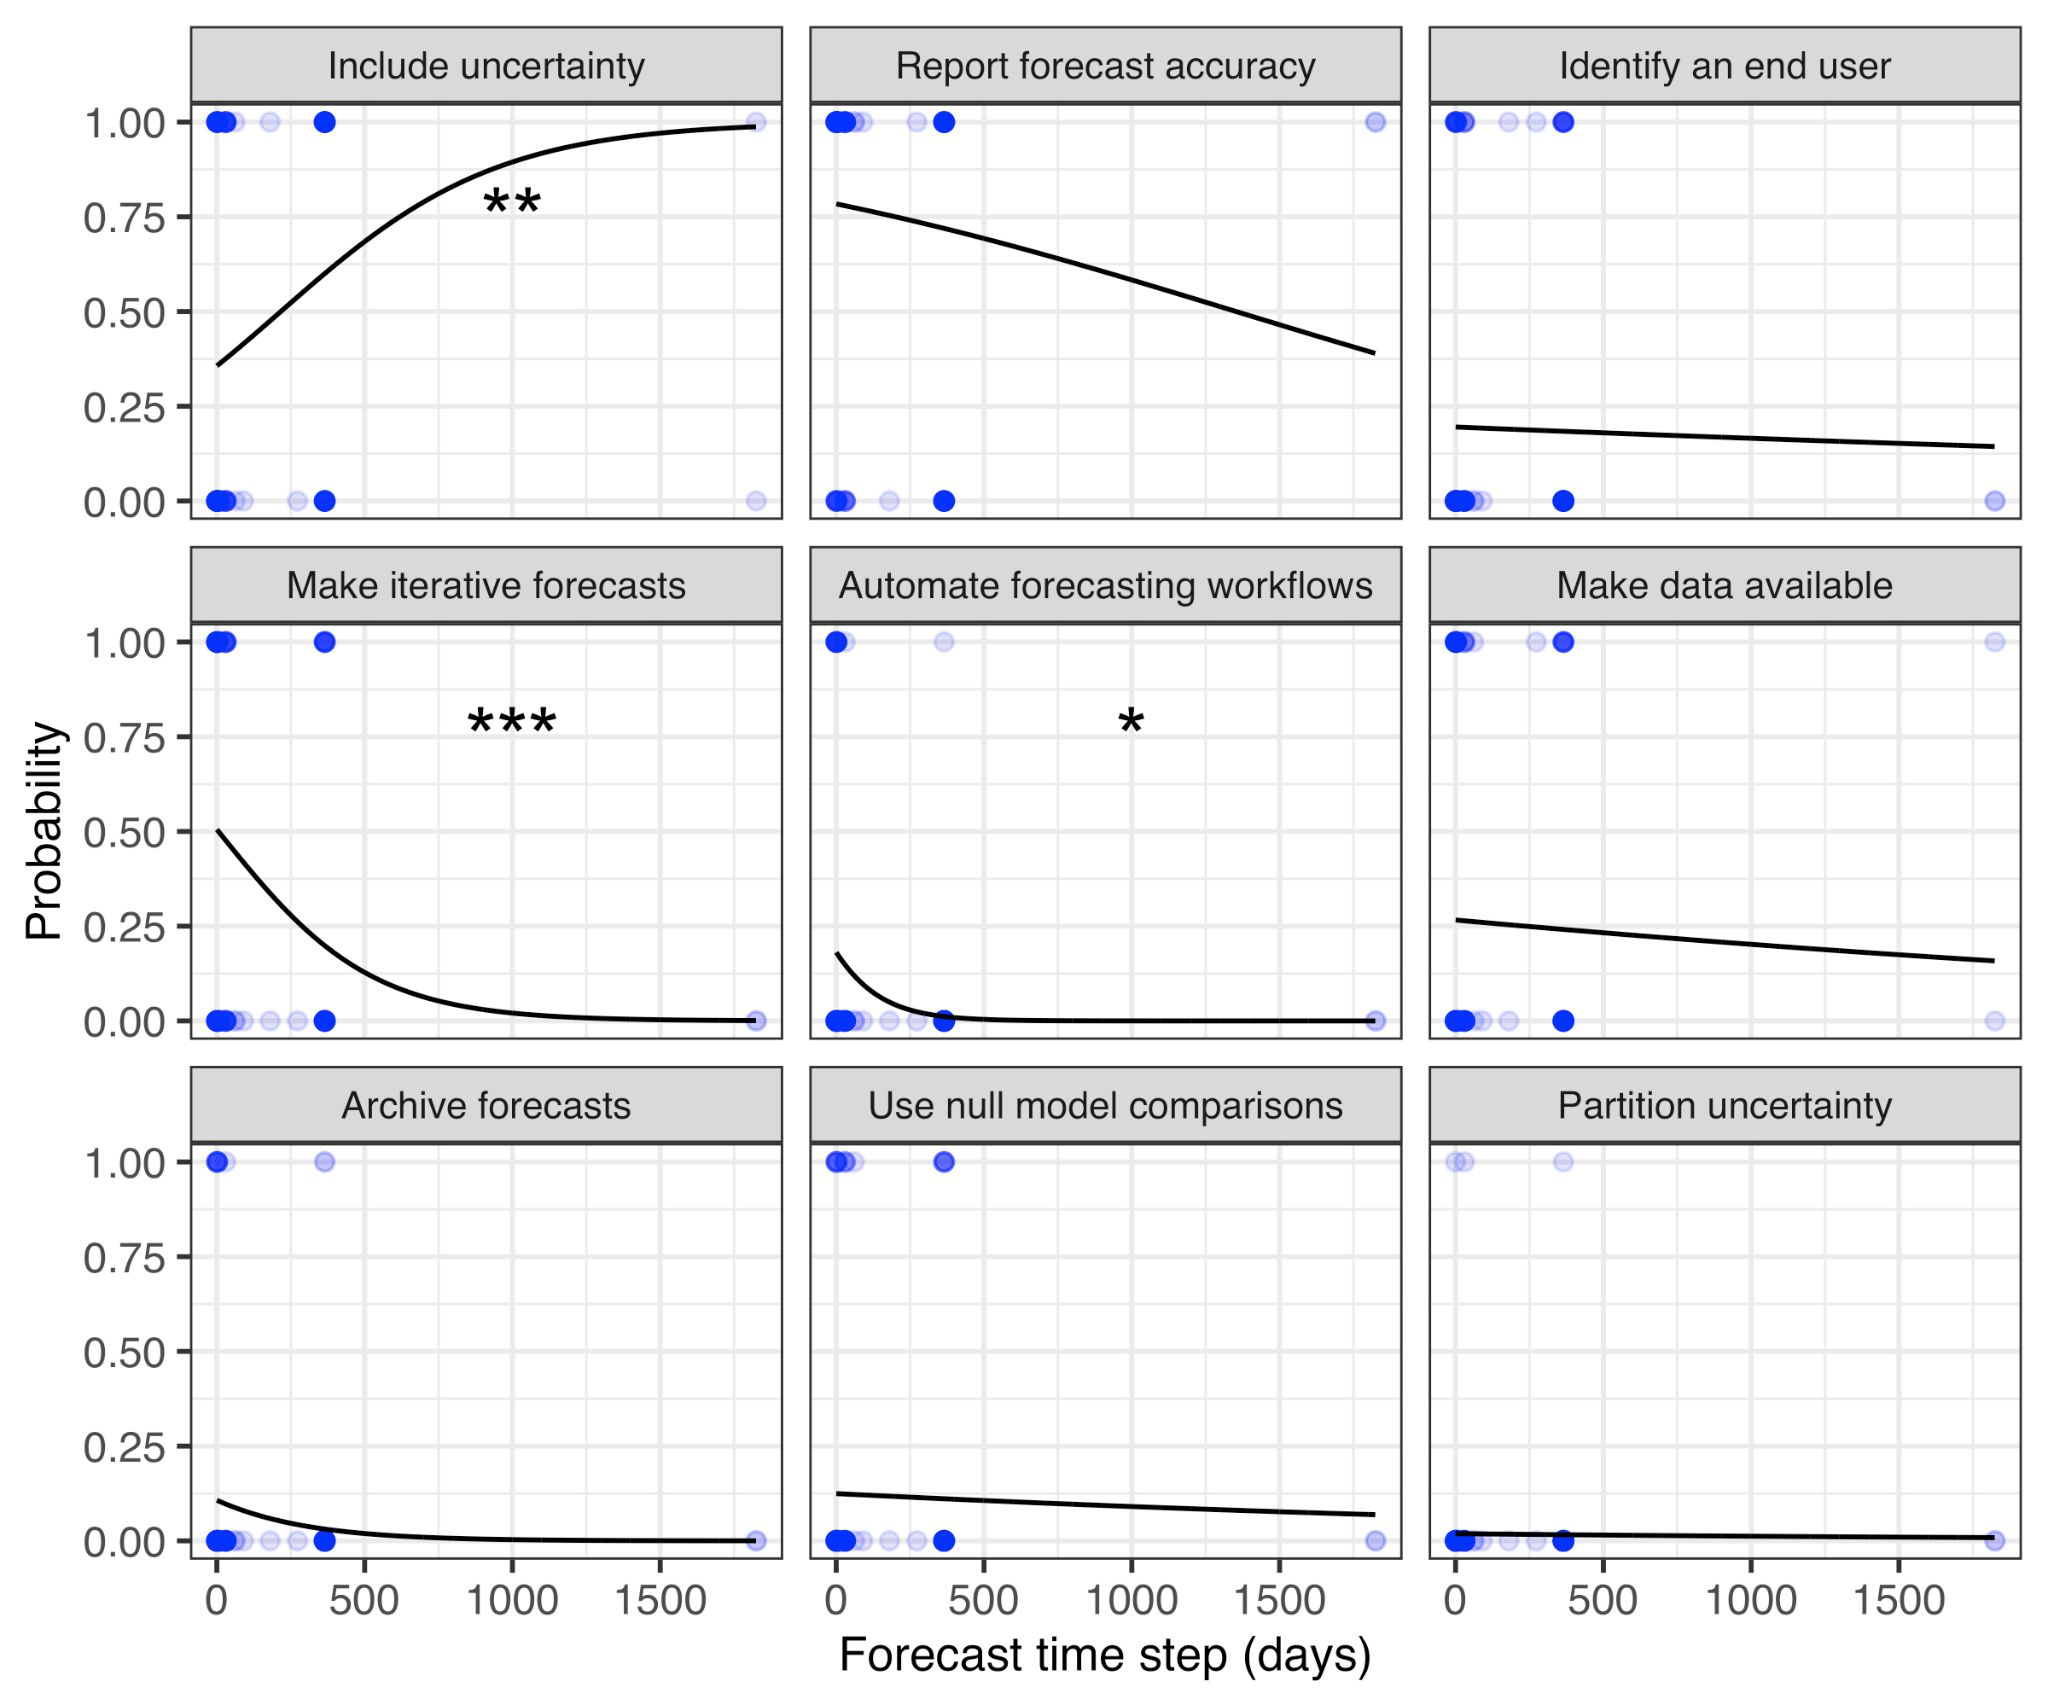 Include uncertainty
Report forecast accuracy
Identify an end user
1.00
0.75
0.50
0.25
0.00
**
Make iterative forecasts
Automate forecasting workflows
Make data available
1.00
0.75
0.50
0.25
0.00
***
*
Probability
Archive forecasts
Use null model comparisons
Partition uncertainty
1.00
0.75
0.50
0.25
0.00
0 500 1000 1500
0 500 1000 1500
0 500 1000 1500
Forecast time step (days)